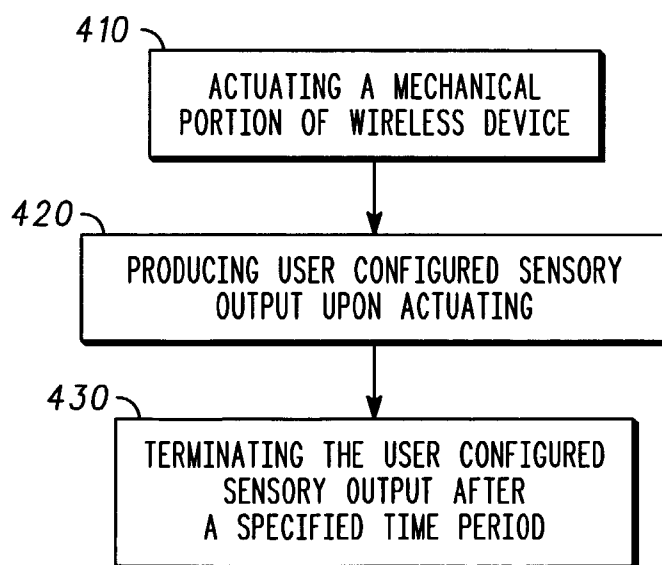 410
ACTUATING A MECHANICAL
PORTION OF WIRELESS DEVICE
420
PRODUCING USER CONFIGURED SENSORY
OUTPUT UPON ACTUATING
430
TERMINATING THE USER CONFIGURED
SENSORY OUTPUT AFTER
A SPECIFIED TIME PERIOD